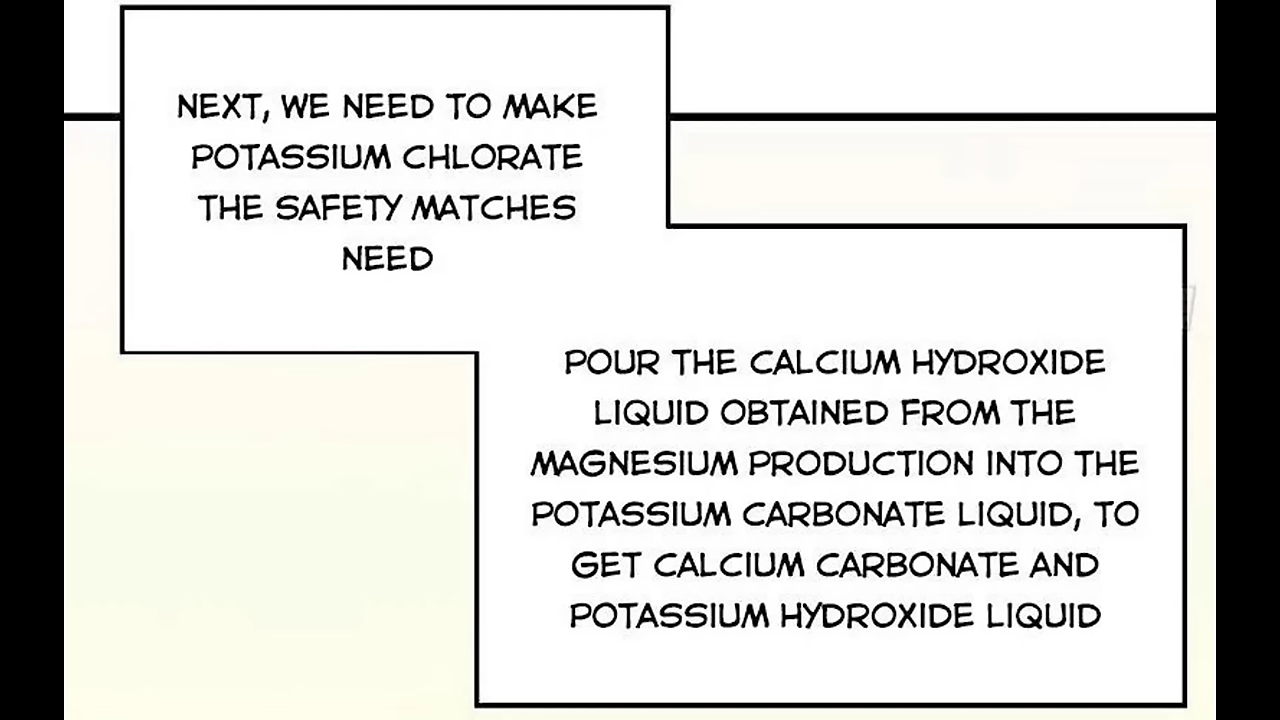 NEXT, WE NEED TO MAKE
POTASSIUM CHLORATE
THE SAFETY MATCHES
NEED
POUR THE CALCIUM HYDROXIDE
LIQUID OBTAINED FROM THE
MAGNESIUM PRODUCTION INTO THE
POTASSIUM CARBONATE LIQUID, TO
GET CALCIUM CARBONATE AND
POTASSIUM HYDROXIDE LIQUID